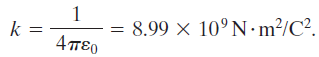 k = 1/4πε₀ = 8.99 × 10⁹ N·m²/C².